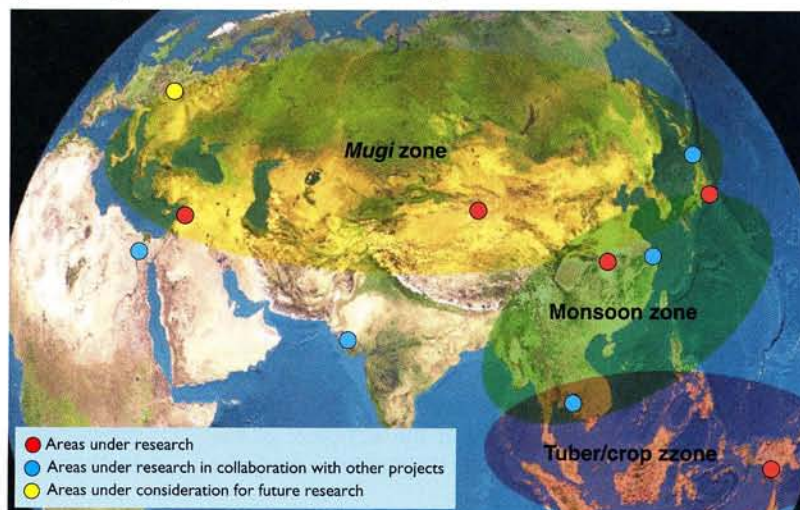 Mugi zone
Monsoon zone
Tuber/crop zzone
Areas under research
Areas under research in collaboration with other projects
Areas under consideration for future research